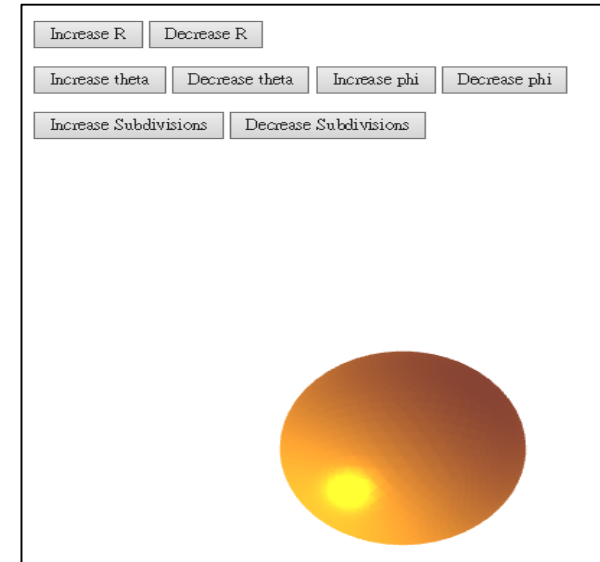 Increase R Decrease R
Increase theta Decrease theta Increase phi Decrease phi
Increase Subdivisions Decrease Subdivisions